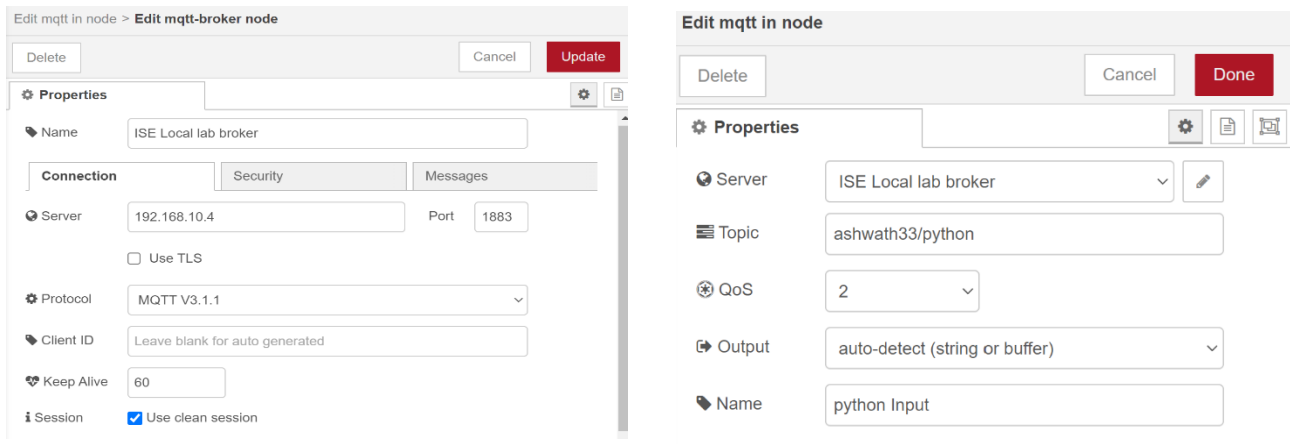 Edit mqtt in node > Edit mqtt-broker node
Delete
Cancel
Update
Properties
Name
ISE Local lab broker
Connection
Security
Messages
Server
192.168.10.4
Port
1883
Use TLS
Protocol
MQTT V3.1.1
Client ID
Leave blank for auto generated
Keep Alive
60
Session
Use clean session
Edit mqtt in node
Delete
Cancel
Done
Properties
Server
ISE Local lab broker
Topic
ashwath33/python
QoS
2
Output
auto-detect (string or buffer)
Name
python Input